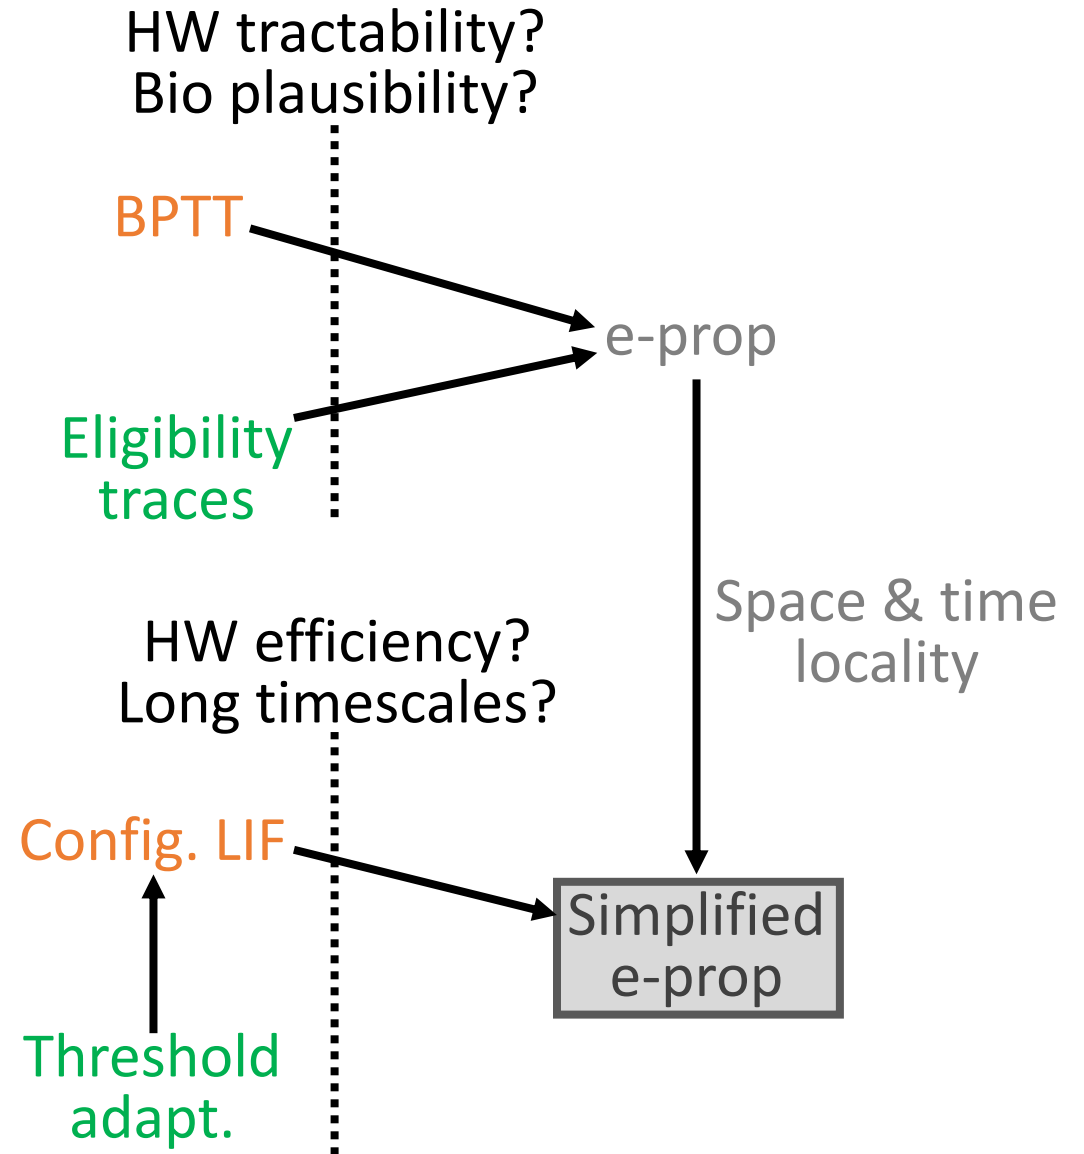 HW tractability?
Bio plausibility?
BPTT
e-prop
Eligibility
traces
Space & time
locality
HW efficiency?
Long timescales?
Config. LIF
Simplified
e-prop
Threshold
adapt.